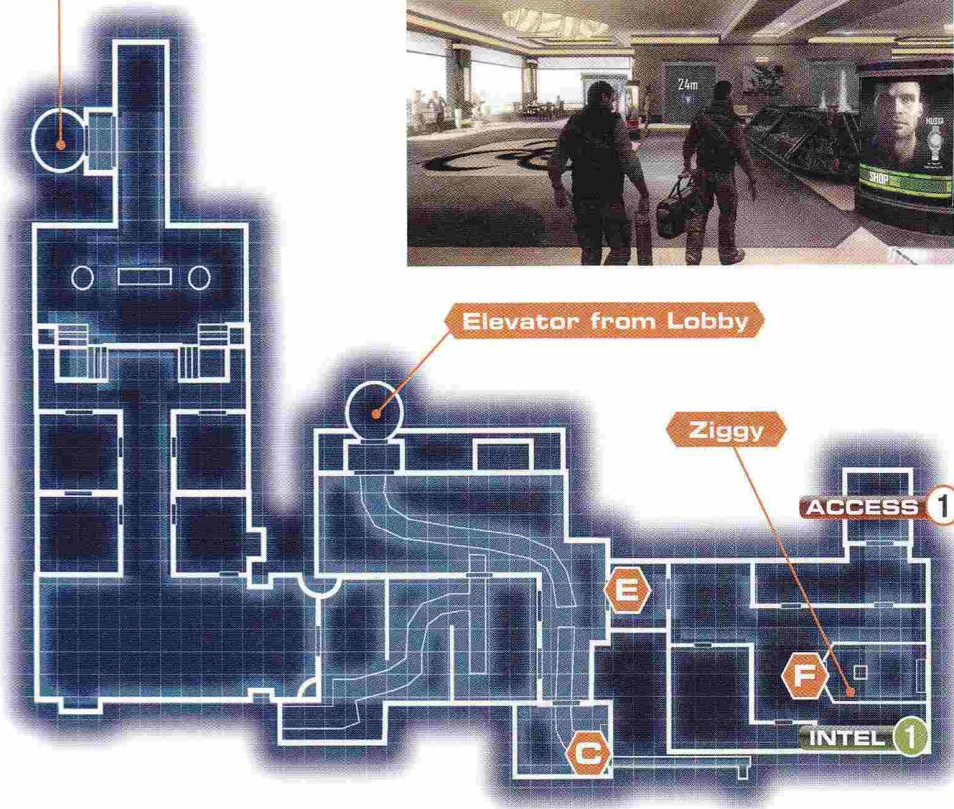 24m
SHOP
Elevator from Lobby
Ziggy
ACCESS 1
E
F
INTEL 1
C